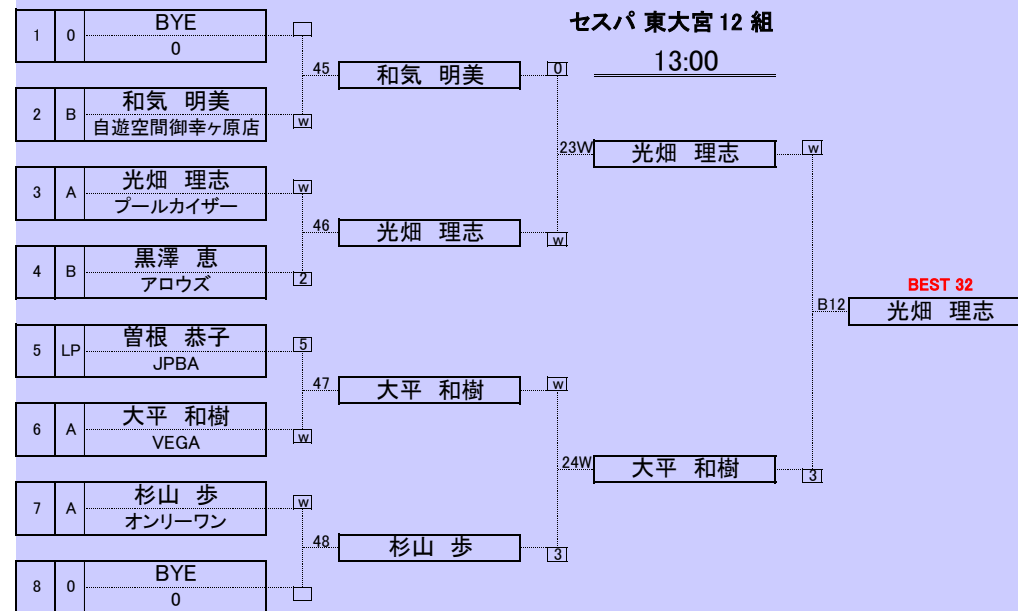 セスパ 東大宮 12 組
13:00
1 0 BYE
0
2 B 和気 明美
自遊空間御幸ヶ原店
w
45 和気 明美 0
3 A 光畑 理志
プールカイザー
w
46 光畑 理志 w
4 B 黒澤 恵
アロウズ
2
23W 光畑 理志 w
5 LP 曽根 恭子
JPBA
5
47 大平 和樹 w
6 A 大平 和樹
VEGA
w
7 A 杉山 歩
オンリーワン
w
48 杉山 歩 3
8 0 BYE
0
24W 大平 和樹 3
BEST 32
B12 光畑 理志